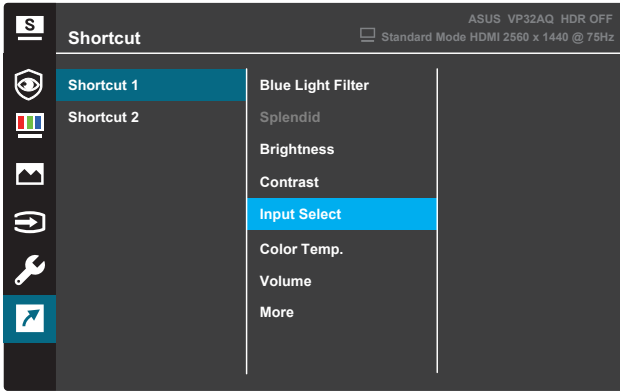 S
ASUS VP32AQ HDR OFF
Shortcut
Standard Mode HDMI 2560 x 1440 @ 75Hz
Shortcut 1
Shortcut 2
Blue Light Filter
Splendid
Brightness
Contrast
Input Select
Color Temp.
Volume
More